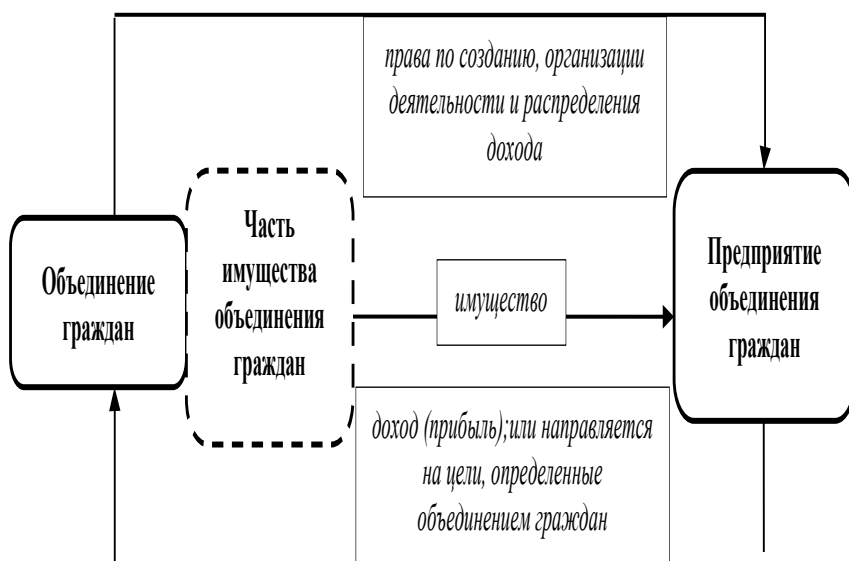 права по созданию, организации
деятельности и распределения
дохода
Объединение
граждан
Часть
имущества
объединения
граждан
имущество
Предприятие
объединения
граждан
доход (прибыль);или направляется
на цели, определенные
объединением граждан